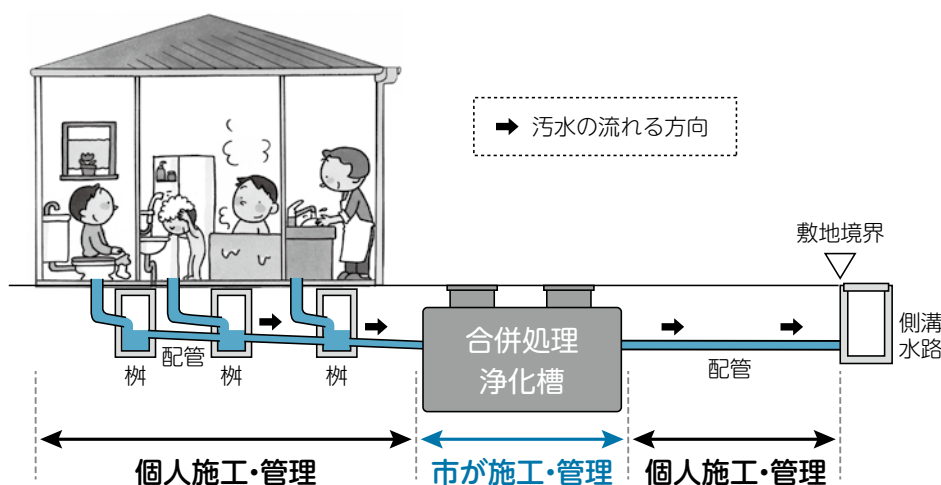 ➡ 汚水の流れる方向
敷地境界
側溝
水路
合併処理
浄化槽
配管
配管
桝
桝
桝
個人施工・管理
市が施工・管理
個人施工・管理